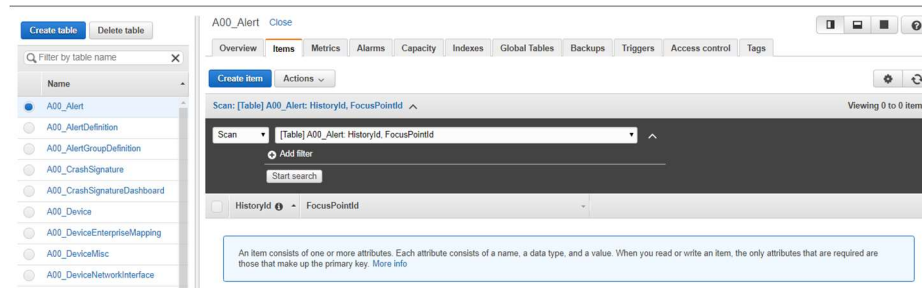 Create table Delete table
Filter by table name X
Name
A00_Alert
A00_AlertDefinition
A00_AlertGroupDefinition
A00_CrashSignature
A00_CrashSignatureDashboard
A00_Device
A00_DeviceEnterpriseMapping
A00_DeviceMisc
A00_DeviceNetworkInterface
A00_Alert Close
Overview Items Metrics Alarms Capacity Indexes Global Tables Backups Triggers Access control Tags
Create item Actions
Scan: [Table] A00_Alert: HistoryId, FocusPointId
Viewing 0 to 0 item
Scan [Table] A00_Alert: HistoryId, FocusPointId
Add filter
Start search
HistoryId FocusPointId
An item consists of one or more attributes. Each attribute consists of a name, a data type, and a value. When you read or write an item, the only attributes that are required are
those that make up the primary key. More info